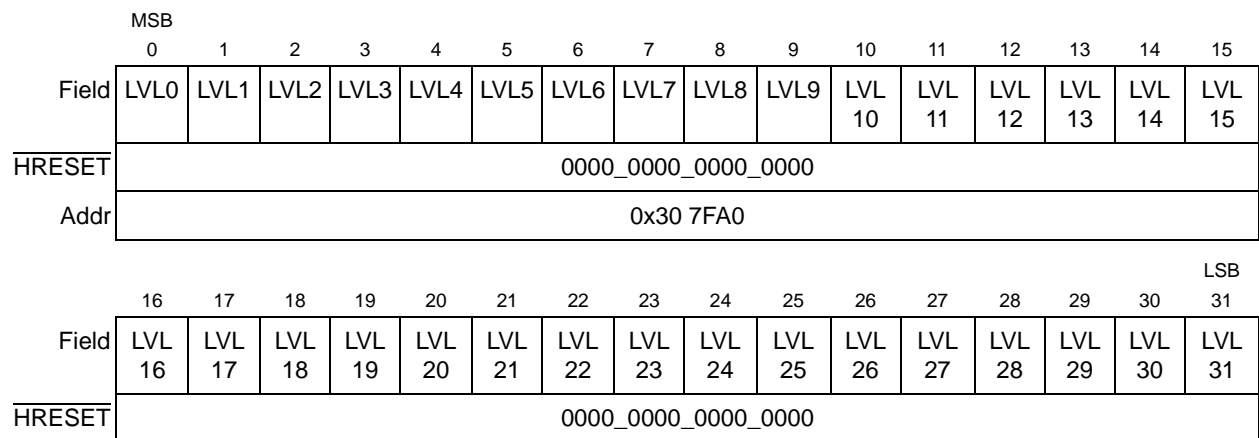 MSB
0 1 2 3 4 5 6 7 8 9 10 11 12 13 14 15
Field LVL0 LVL1 LVL2 LVL3 LVL4 LVL5 LVL6 LVL7 LVL8 LVL9 LVL LVL LVL LVL LVL LVL
10 11 12 13 14 15
HRESET 0000_0000_0000_0000
Addr 0x30 7FA0
LSB
16 17 18 19 20 21 22 23 24 25 26 27 28 29 30 31
Field LVL LVL LVL LVL LVL LVL LVL LVL LVL LVL LVL LVL LVL LVL LVL LVL
16 17 18 19 20 21 22 23 24 25 26 27 28 29 30 31
HRESET 0000_0000_0000_0000